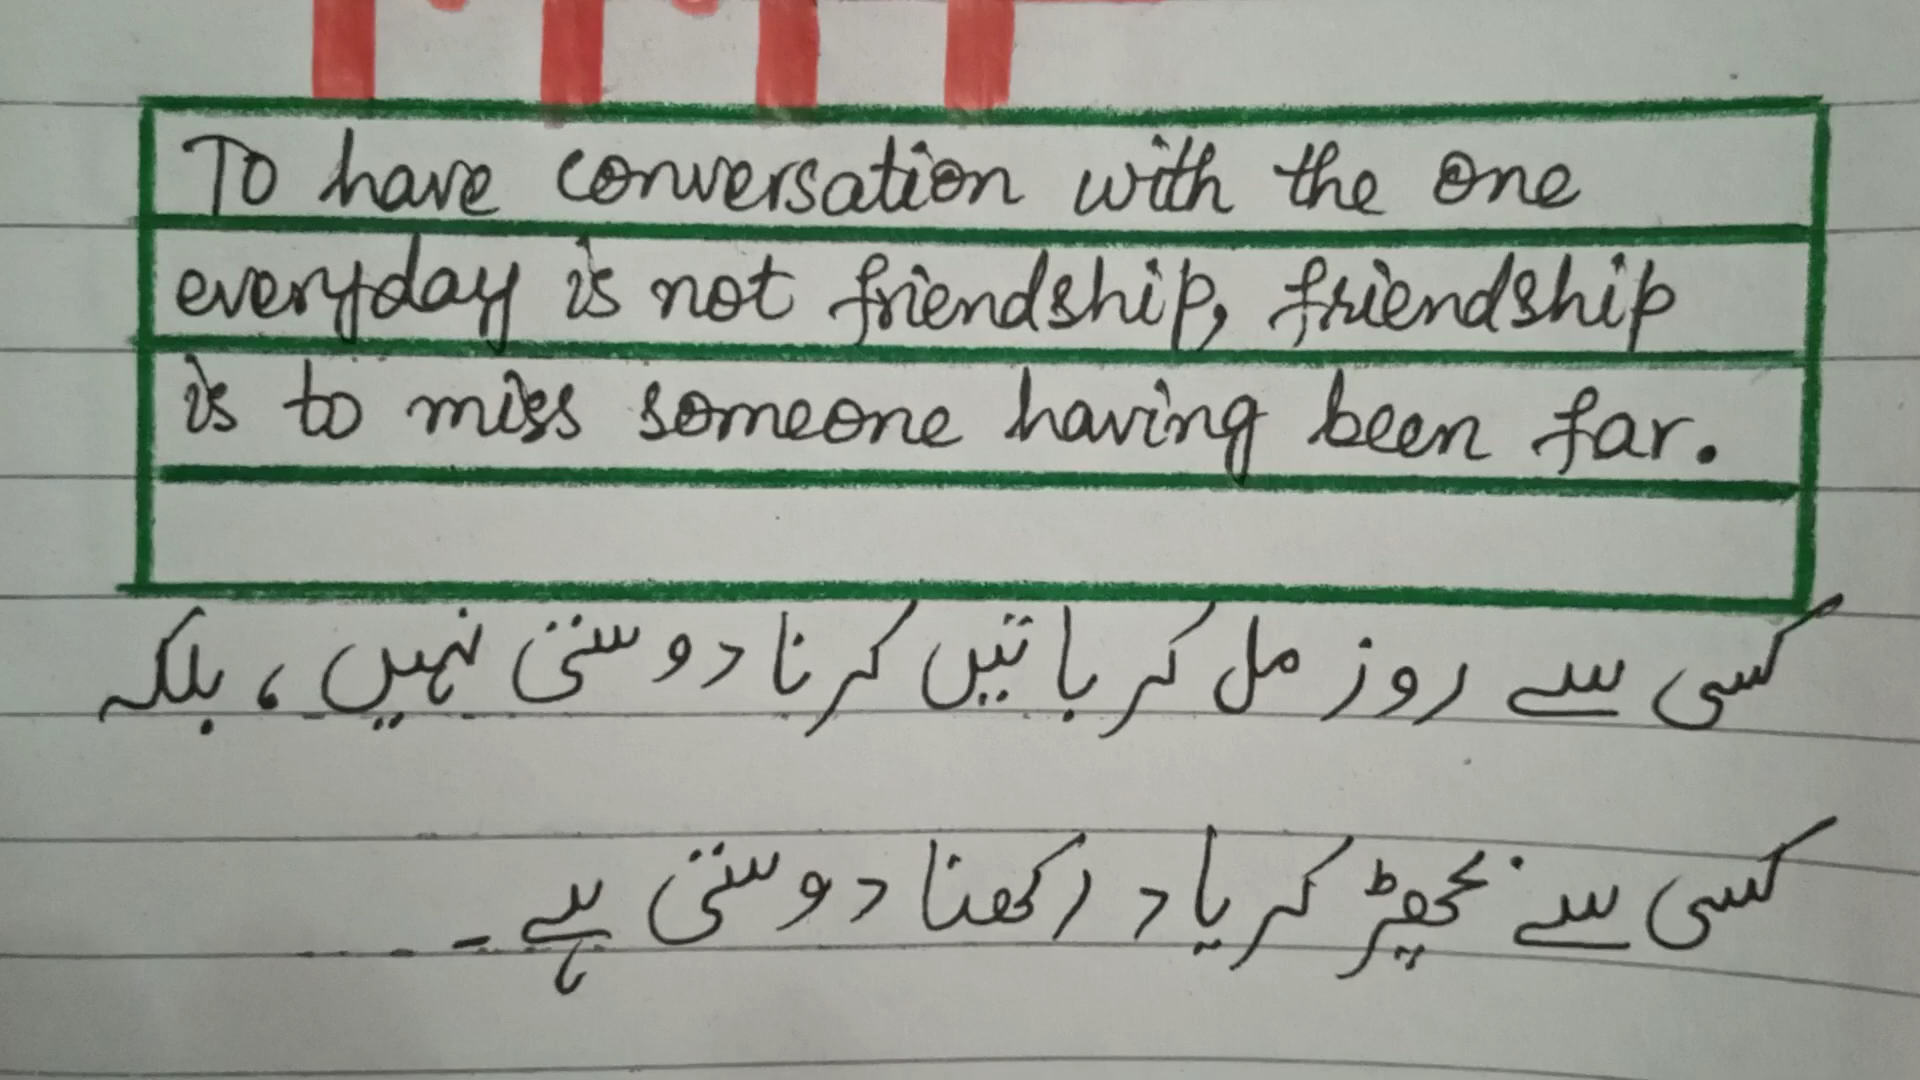 To have conversation with the one
everyday is not friendship, friendship
is to miss someone having been far.
کسی سے روز مل کر باتیں کرنا دوستی نہیں، بلکہ
کسی سے بچھڑ کر یاد رکھنا دوستی ہے۔